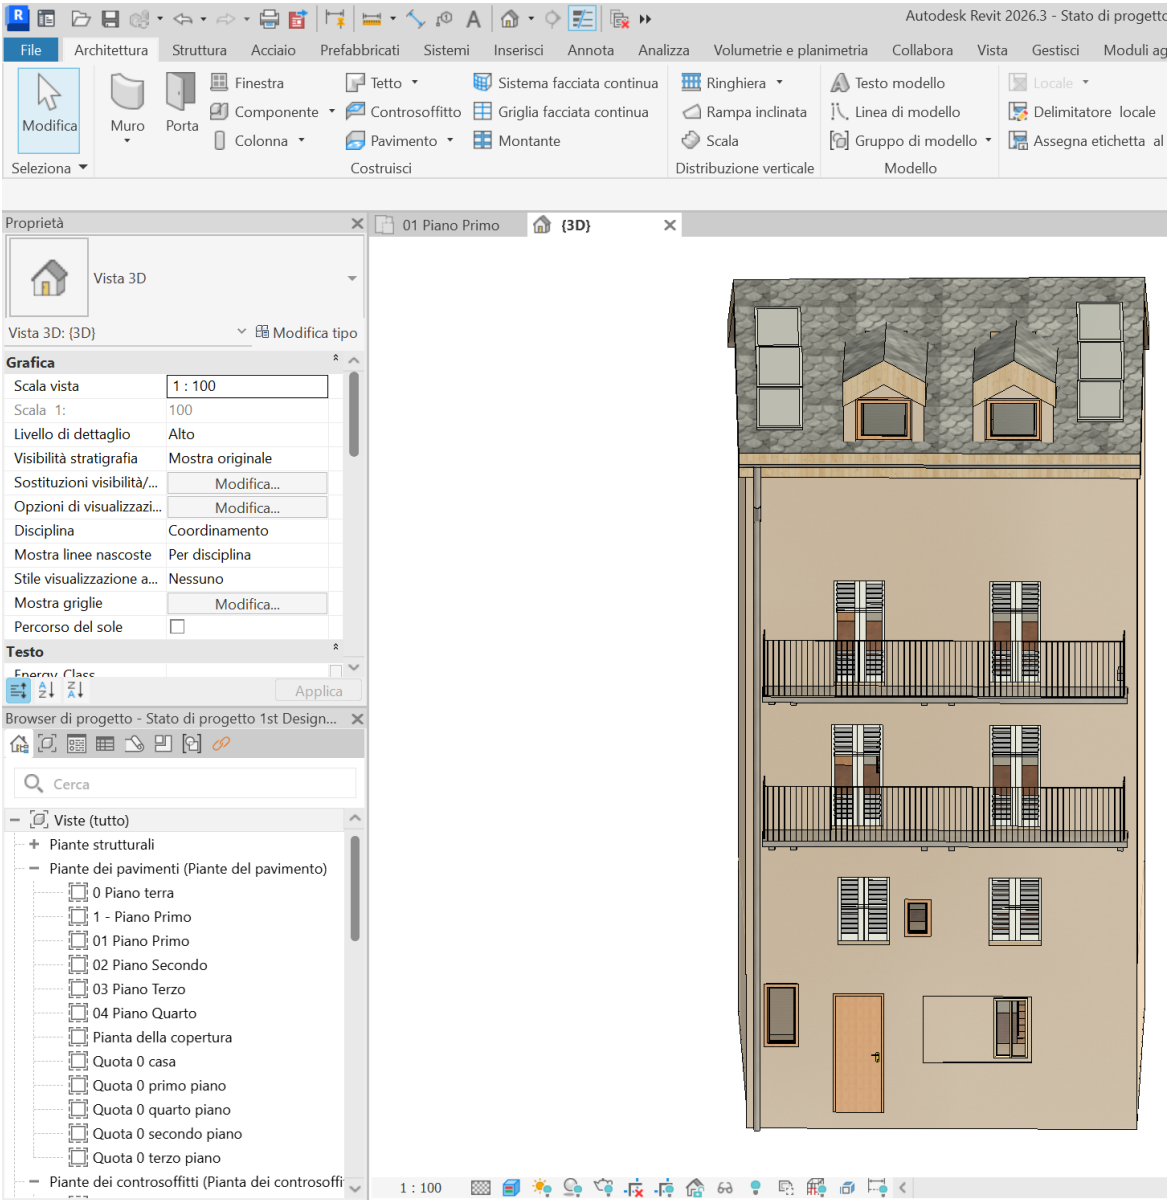 Autodesk Revit 2026.3 - Stato di progetto
File Architettura Struttura Acciaio Prefabbricati Sistemi Inserisci Annota Analizza Volumetrie e planimetria Collabora Vista Gestisci Moduli ag
Modifica
Muro
Porta
Finestra
Componente
Colonna
Tetto
Controsoffitto
Pavimento
Sistema facciata continua
Griglia facciata continua
Montante
Ringhiera
Rampa inclinata
Scala
Testo modello
Linea di modello
Gruppo di modello
Locale
Delimitatore locale
Assegna etichetta al
Seleziona Costruisci Distribuzione verticale Modello
Proprietà
01 Piano Primo {3D}
Vista 3D
Vista 3D: {3D} Modifica tipo
Grafica
Scala vista 1 : 100
Scala 1: 100
Livello di dettaglio Alto
Visibilità stratigrafia Mostra originale
Sostituzioni visibilità/... Modifica...
Opzioni di visualizzazi... Modifica...
Disciplina Coordinamento
Mostra linee nascoste Per disciplina
Stile visualizzazione a... Nessuno
Mostra griglie Modifica...
Percorso del sole
Testo
Energy Class
Applica
Browser di progetto - Stato di progetto 1st Design...
Cerca
Viste (tutto)
Piante strutturali
Piante dei pavimenti (Piante del pavimento)
0 Piano terra
1 - Piano Primo
01 Piano Primo
02 Piano Secondo
03 Piano Terzo
04 Piano Quarto
Pianta della copertura
Quota 0 casa
Quota 0 primo piano
Quota 0 quarto piano
Quota 0 secondo piano
Quota 0 terzo piano
Piante dei controsoffitti (Pianta dei controsoffi
1 : 100